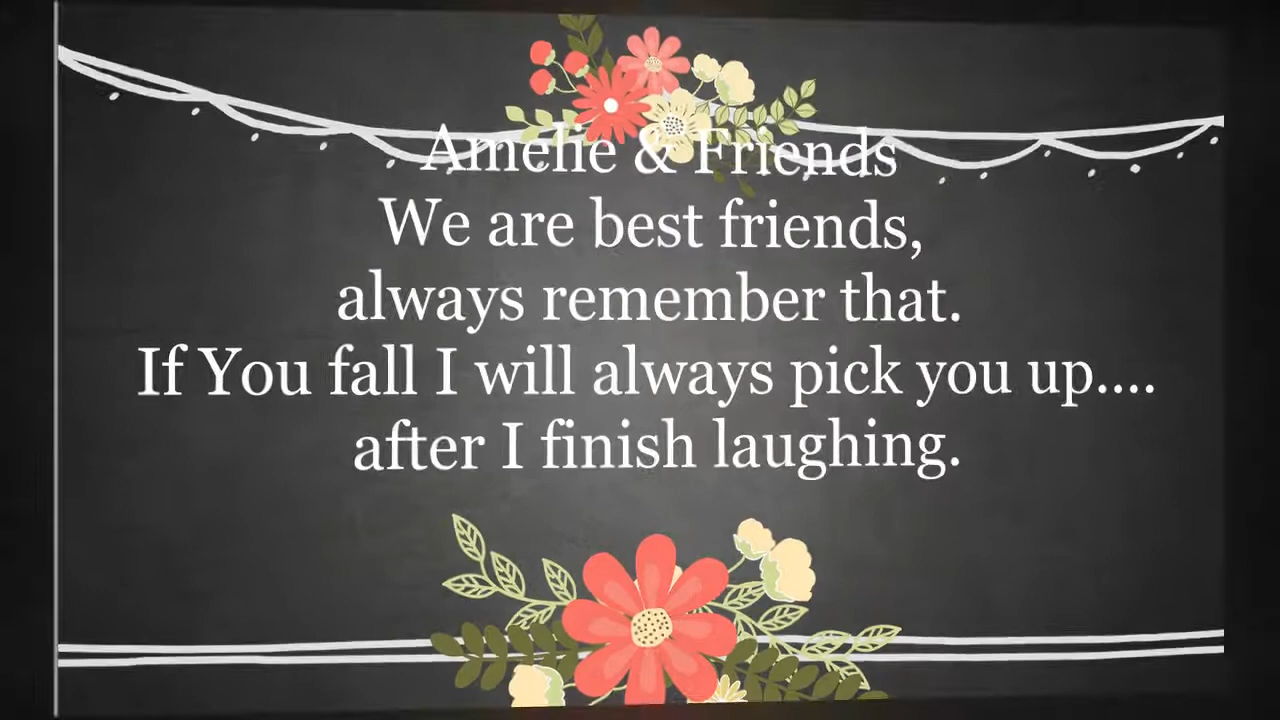 Amelie & Friends
We are best friends,
always remember that.
If You fall I will always pick you up....
after I finish laughing.